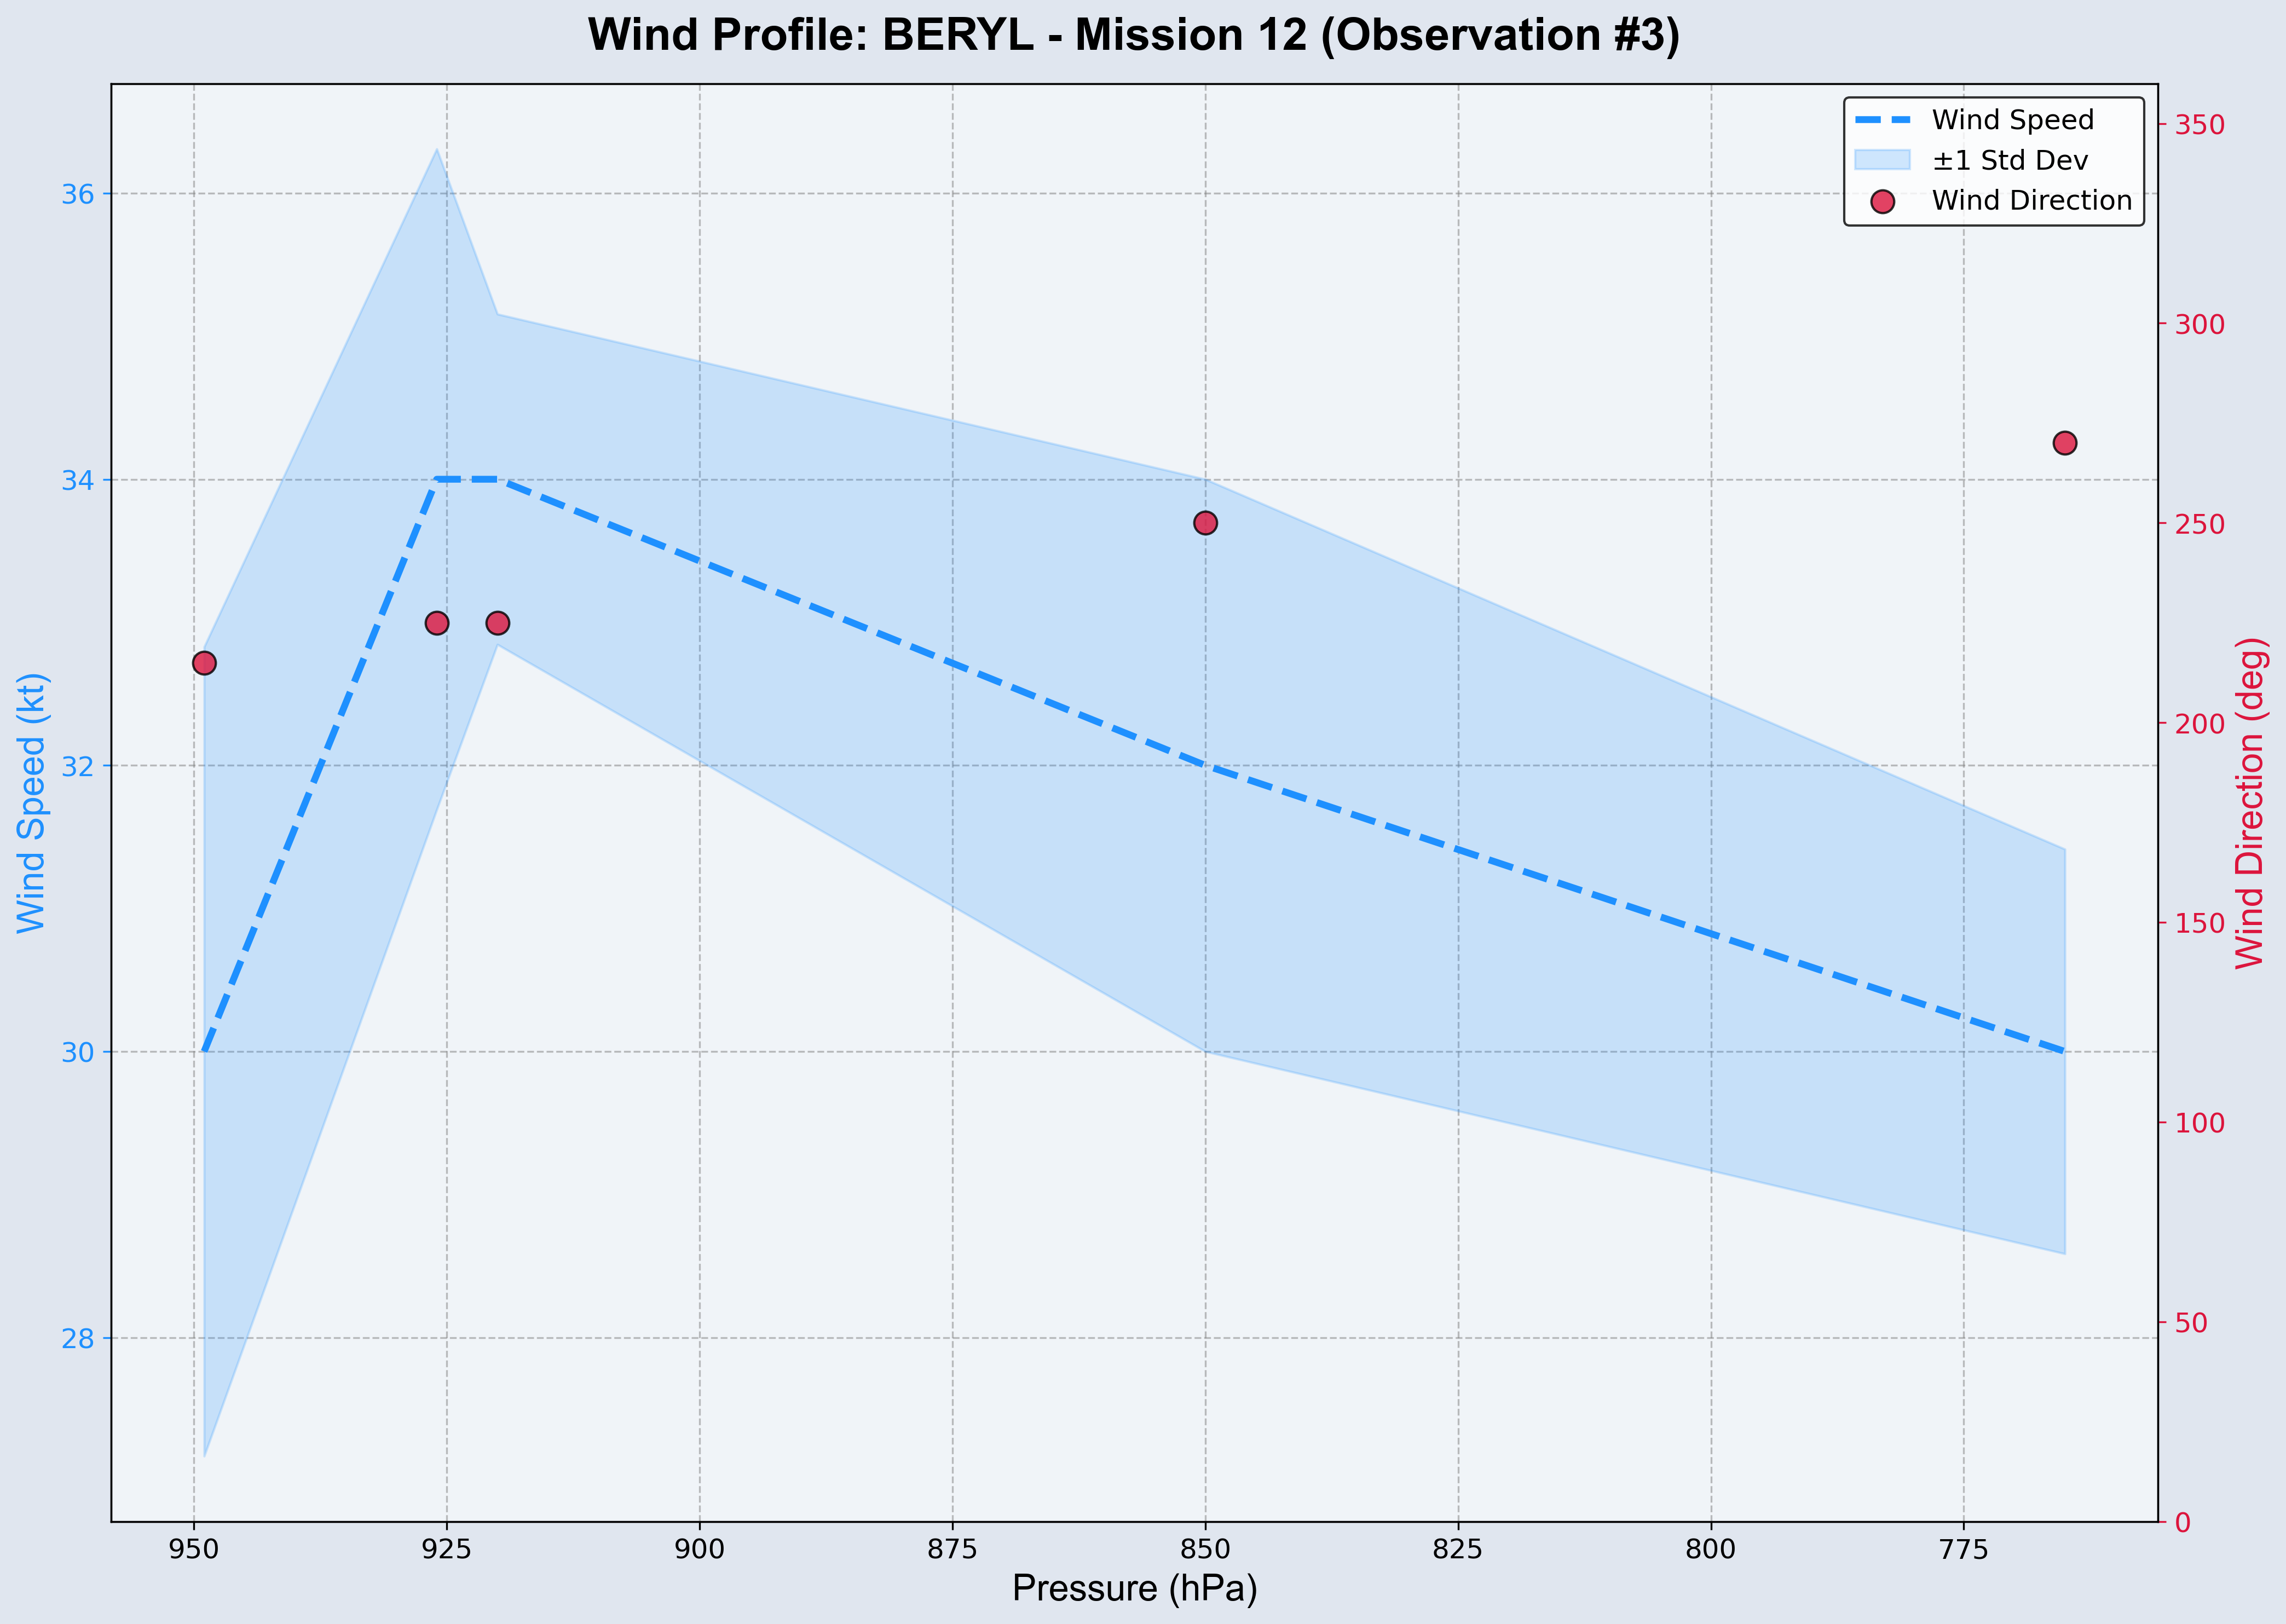 Wind Profile: BERYL - Mission 12 (Observation #3)
Wind Speed
±1 Std Dev
Wind Direction
36
34
32
30
28
Wind Speed (kt)
350
300
250
200
150
100
50
0
Wind Direction (deg)
950 925 900 875 850 825 800 775
Pressure (hPa)